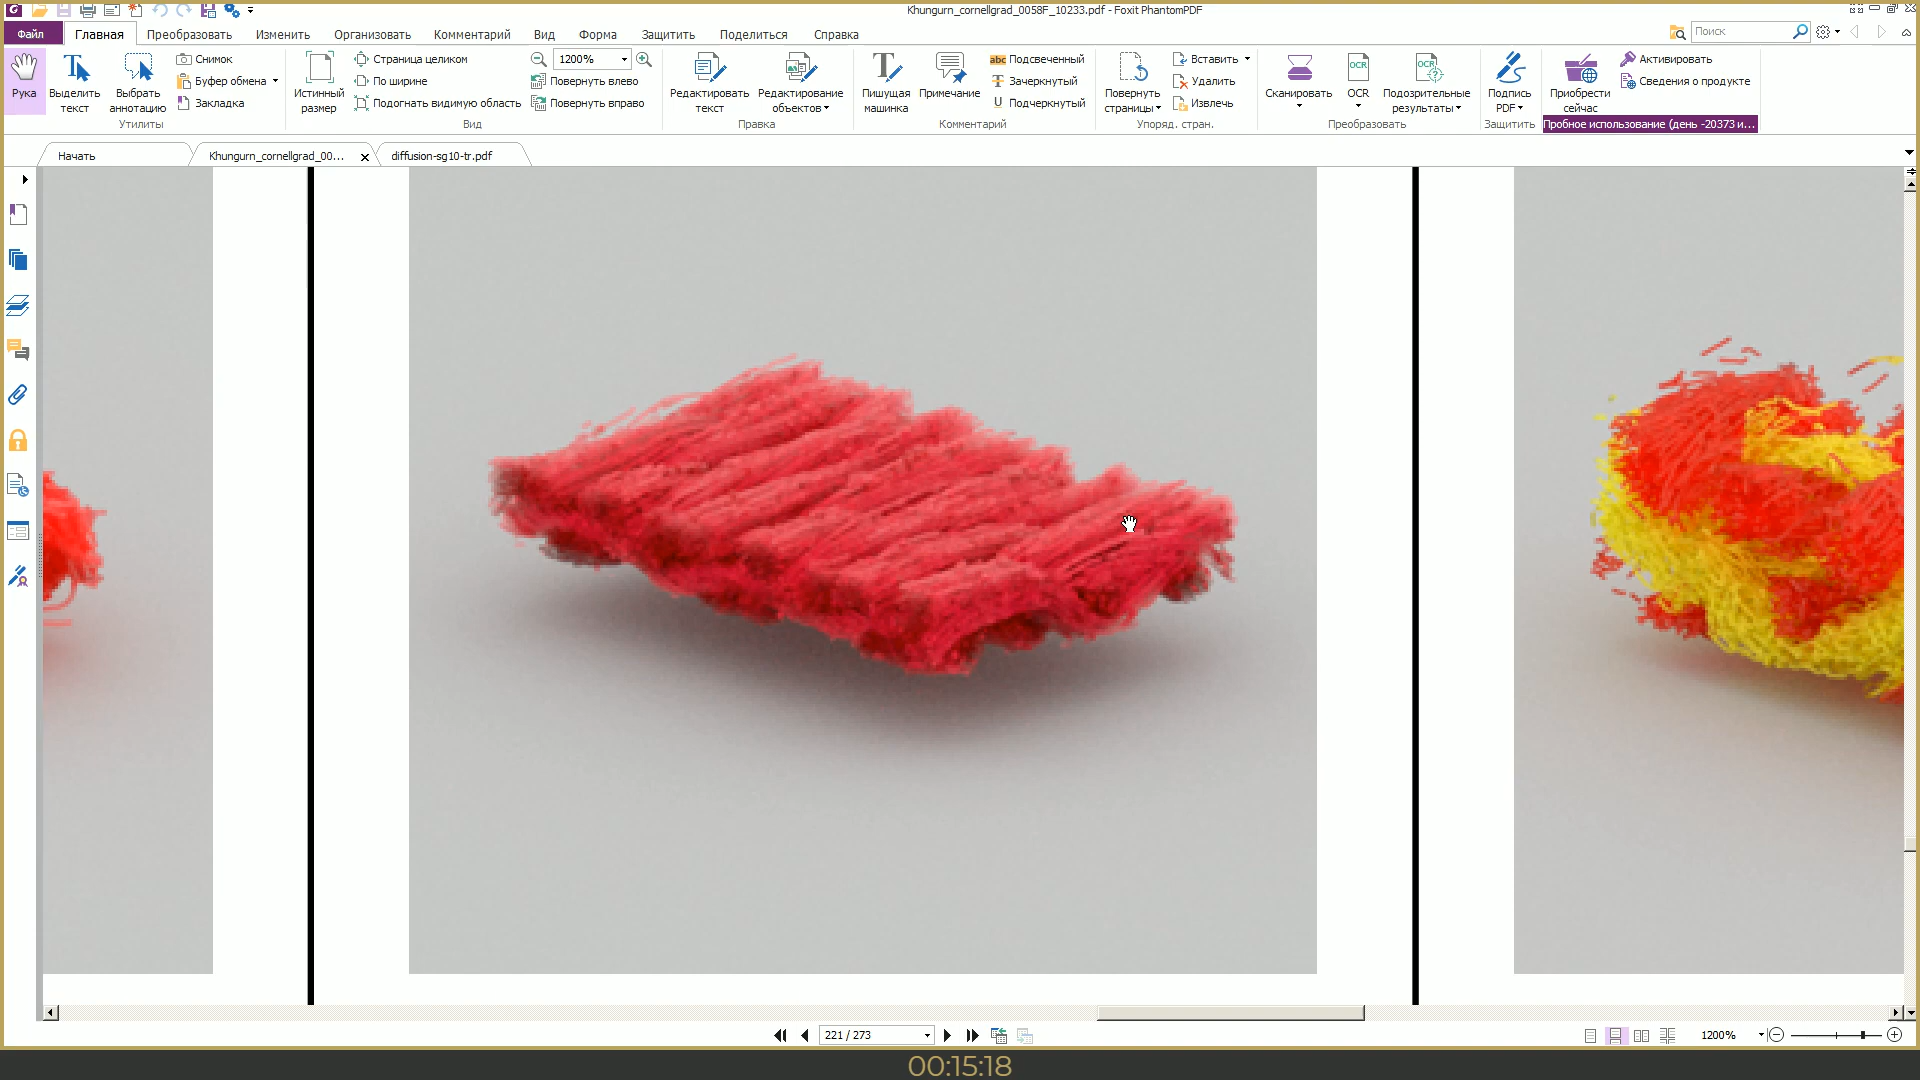 Khungurn_cornellgrad_0058F_10233.pdf - Foxit PhantomPDF
Файл Главная Преобразовать Изменить Организовать Комментарий Вид Форма Защитить Поделиться Справка Поиск
Рука
Выделить текст
Выбрать аннотацию
Снимок
Буфер обмена
Закладка
Утилиты
Истинный размер
Страница целиком
По ширине
Подогнать видимую область
1200%
Повернуть влево
Повернуть вправо
Вид
Редактировать текст
Редактирование объектов
Правка
Пишущая машинка
Примечание
Подсвеченный
Зачеркнутый
Подчеркнутый
Комментарий
Повернуть страницы
Вставить
Удалить
Извлечь
Упоряд. стран.
Сканировать
OCR
Подозрительные результаты
Преобразовать
Подпись PDF
Защитить
Приобрести сейчас
Активировать
Сведения о продукте
Пробное использование (день -20373 и...
Начать
Khungurn_cornellgrad_00...
diffusion-sg10-tr.pdf
221 / 273
1200%
00:15:18